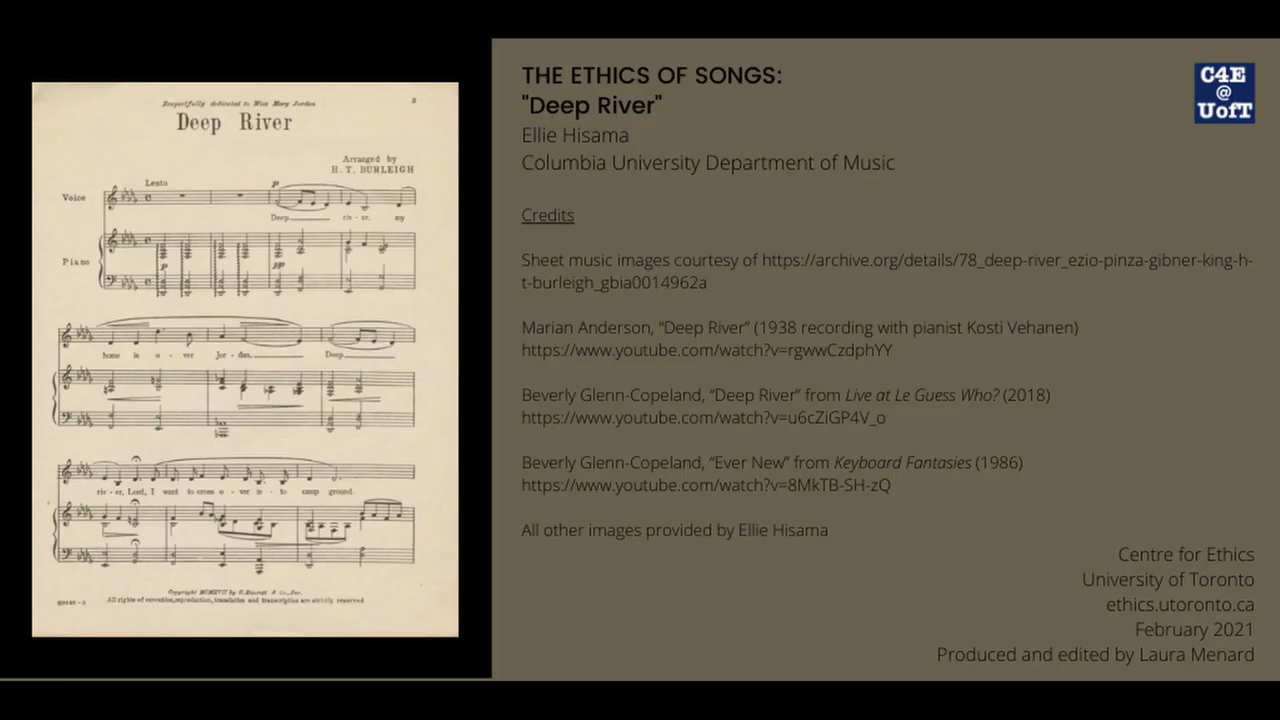 Respectfully dedicated to Miss Mary Jordan
3
Deep River
Arranged by
H. T. BURLEIGH
Lento
Voice
p
Deep riv - er, my
Piano
p
pp
home is o - ver Jor - dan, Deep
riv - er, Lord, I want to cross o - ver in - to camp ground.
Copyright by & Co., Inc.
All rights of execution, reproduction, translation and transcription are strictly reserved
THE ETHICS OF SONGS:
"Deep River"
Ellie Hisama
Columbia University Department of Music
C4E
@
UofT
Credits
Sheet music images courtesy of https://archive.org/details/78_deep-river_ezio-pinza-gibner-king-h-
t-burleigh_gbia0014962a
Marian Anderson, “Deep River” (1938 recording with pianist Kosti Vehanen)
https://www.youtube.com/watch?v=rgwwCzdphYY
Beverly Glenn-Copeland, “Deep River” from Live at Le Guess Who? (2018)
https://www.youtube.com/watch?v=u6cZiGP4V_o
Beverly Glenn-Copeland, “Ever New” from Keyboard Fantasies (1986)
https://www.youtube.com/watch?v=8MkTB-SH-zQ
All other images provided by Ellie Hisama
Centre for Ethics
University of Toronto
ethics.utoronto.ca
February 2021
Produced and edited by Laura Menard